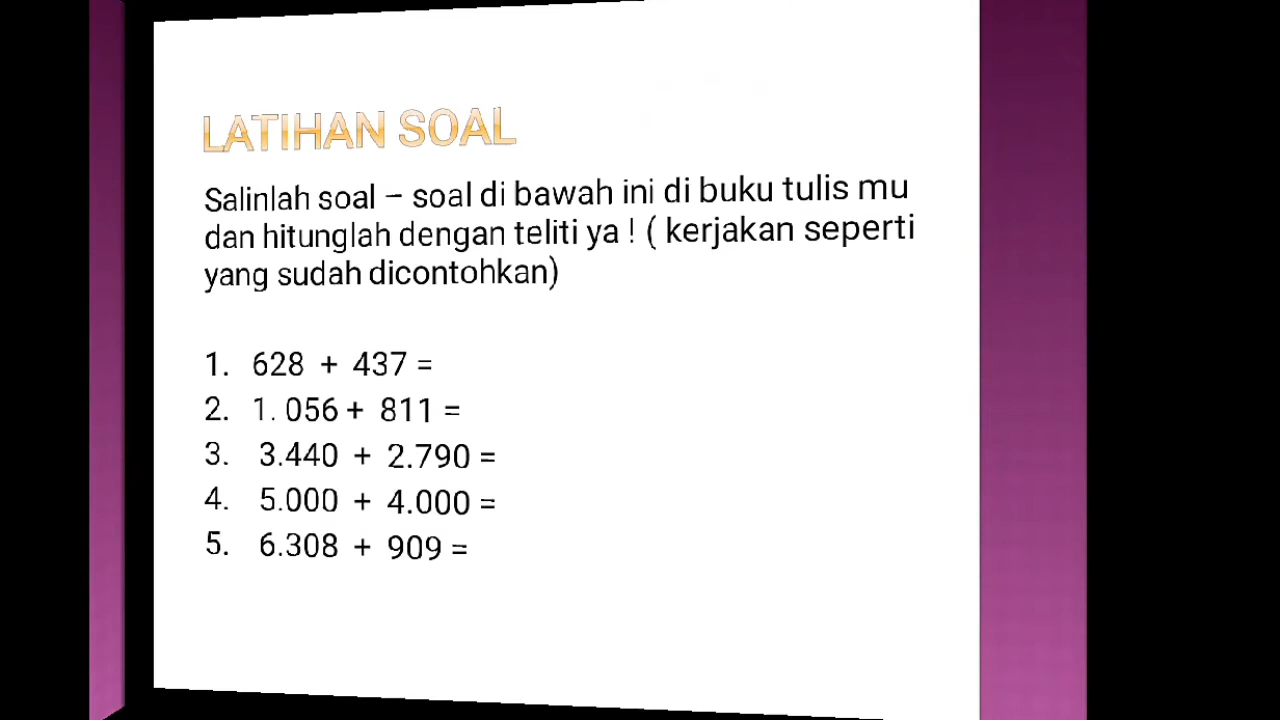 LATIHAN SOAL
Salinlah soal – soal di bawah ini di buku tulis mu
dan hitunglah dengan teliti ya ! ( kerjakan seperti
yang sudah dicontohkan)
1. 628 + 437 =
2. 1. 056 + 811 =
3. 3.440 + 2.790 =
4. 5.000 + 4.000 =
5. 6.308 + 909 =